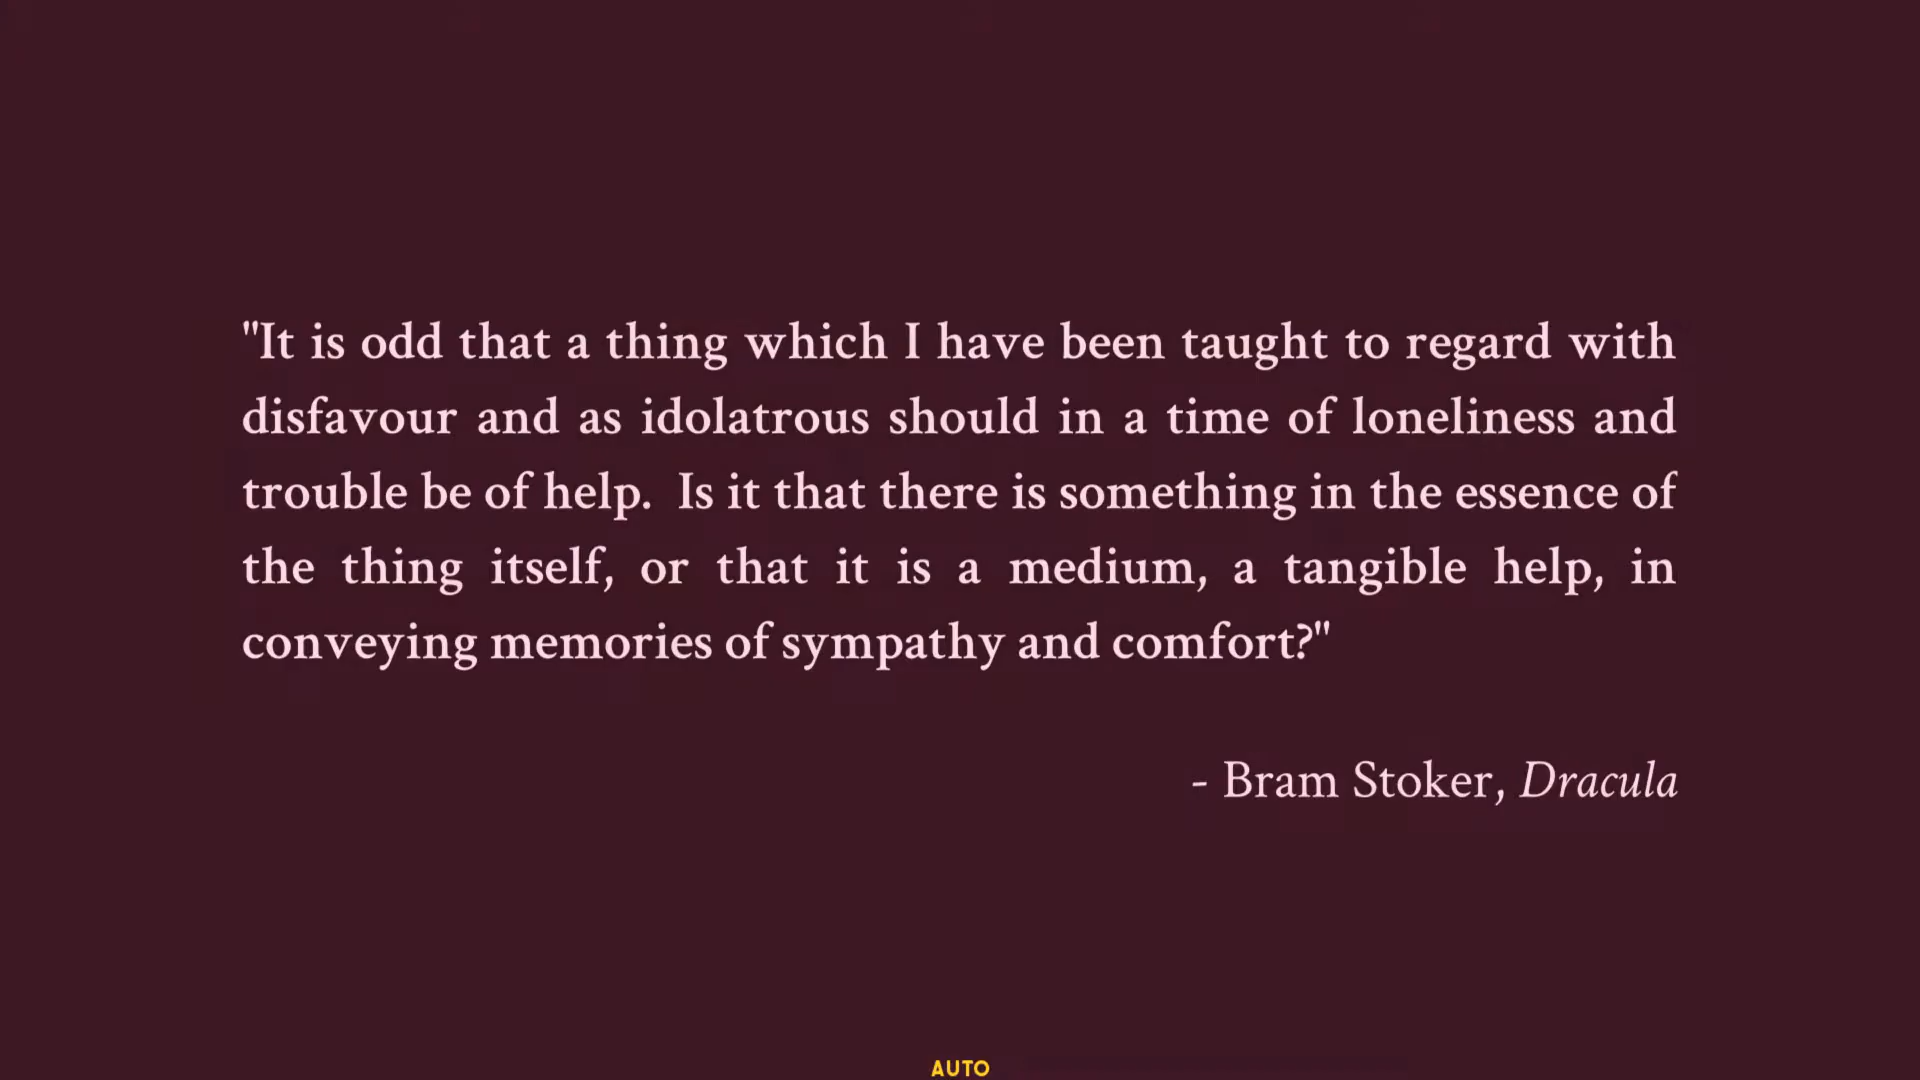 "It is odd that a thing which I have been taught to regard with
disfavour and as idolatrous should in a time of loneliness and
trouble be of help.  Is it that there is something in the essence of
the thing itself, or that it is a medium, a tangible help, in
conveying memories of sympathy and comfort?"
- Bram Stoker, Dracula
AUTO